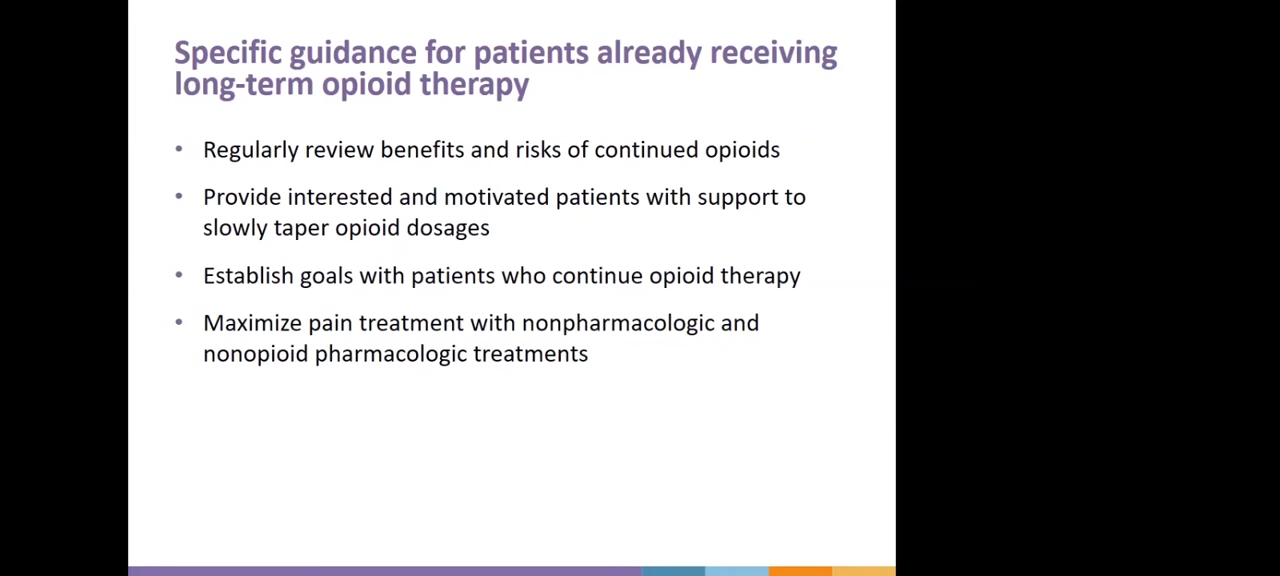 Specific guidance for patients already receiving
long-term opioid therapy
• Regularly review benefits and risks of continued opioids
• Provide interested and motivated patients with support to
slowly taper opioid dosages
• Establish goals with patients who continue opioid therapy
• Maximize pain treatment with nonpharmacologic and
nonopioid pharmacologic treatments